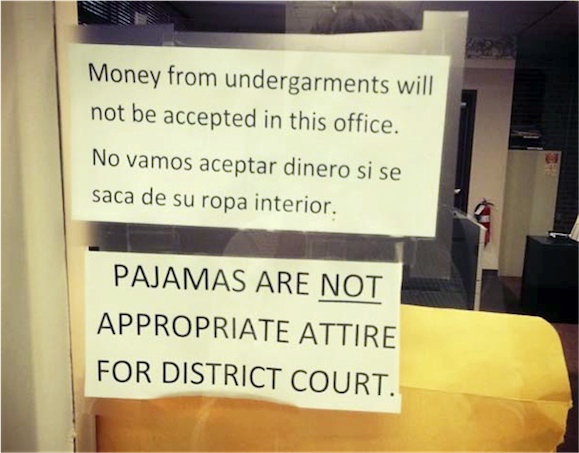 Money from undergarments will
not be accepted in this office.
No vamos aceptar dinero si se
saca de su ropa interior.
PAJAMAS ARE NOT
APPROPRIATE ATTIRE
FOR DISTRICT COURT.